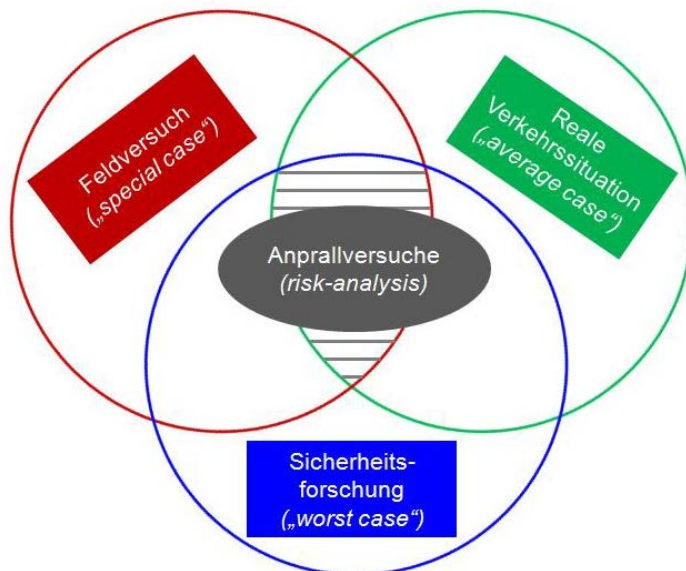 Feldversuch
(„special case“)
Reale
Verkehrssituation
(„average case“)
Anprallversuche
(risk-analysis)
Sicherheits-
forschung
(„worst case“)